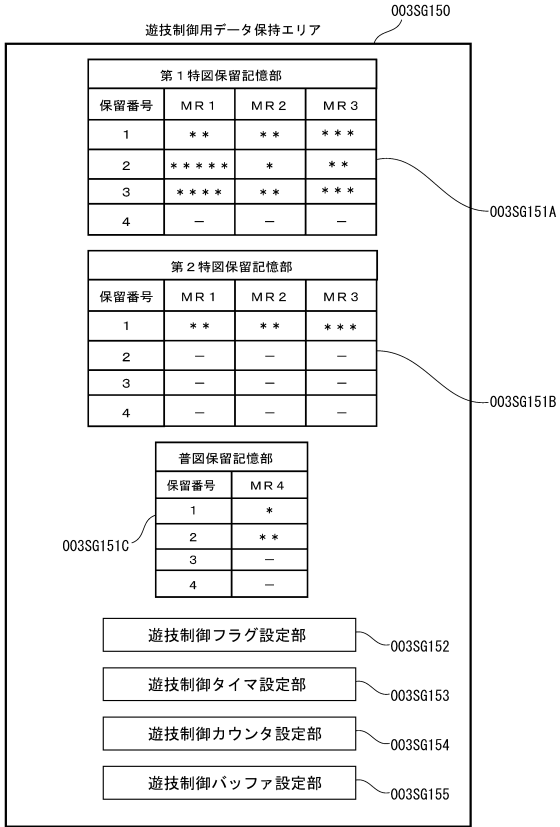 003SG150
遊技制御用データ保持エリア
第1特図保留記憶部
保留番号 MR1 MR2 MR3
1 ** ** ***
2 ***** * **
3 **** ** ***
4 － － －
003SG151A
第2特図保留記憶部
保留番号 MR1 MR2 MR3
1 ** ** ***
2 － － －
3 － － －
4 － － －
003SG151B
普図保留記憶部
保留番号 MR4
1 *
2 **
3 －
4 －
003SG151C
遊技制御フラグ設定部
003SG152
遊技制御タイマ設定部
003SG153
遊技制御カウンタ設定部
003SG154
遊技制御バッファ設定部
003SG155